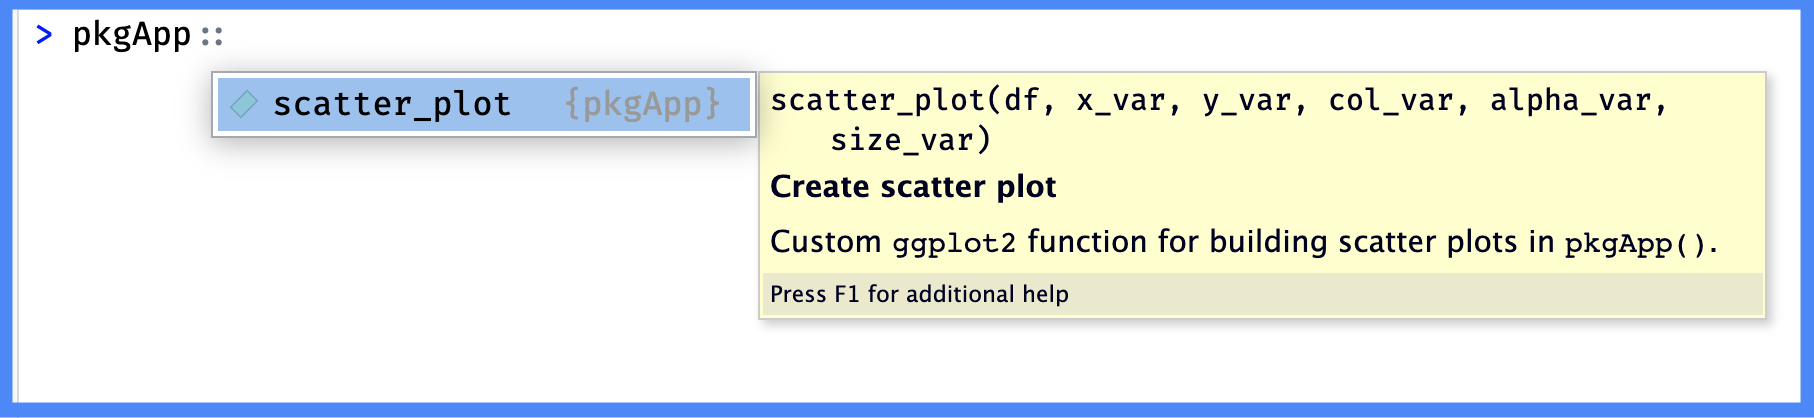 > pkgApp::
scatter_plot {pkgApp}
scatter_plot(df, x_var, y_var, col_var, alpha_var,
size_var)
Create scatter plot
Custom ggplot2 function for building scatter plots in pkgApp().
Press F1 for additional help